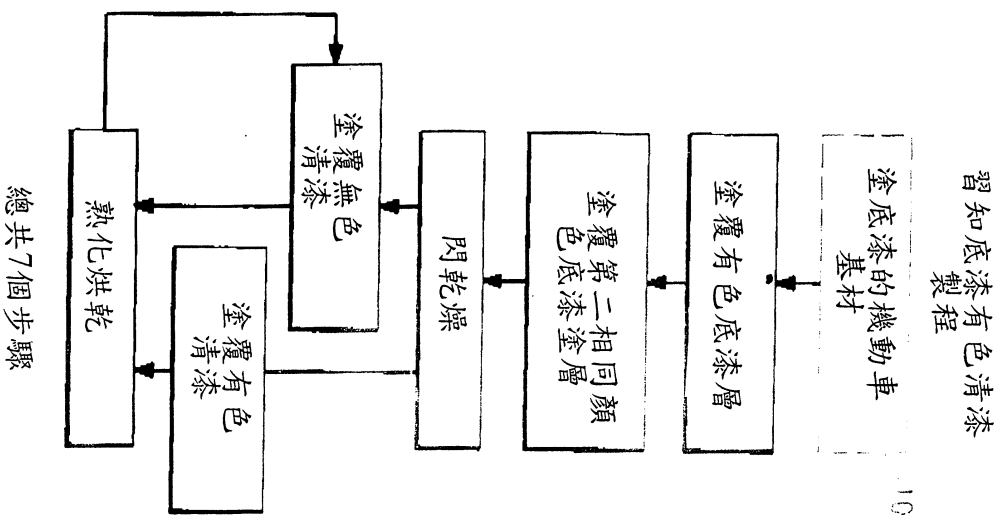 習知底漆有色清漆
製程
10
塗底漆的機動車
基材
塗覆有色底漆層
塗覆第二相同顏
色底漆塗層
閃乾燥
塗覆無色
清漆
塗覆有色
清漆
熟化烘乾
總共7個步驟